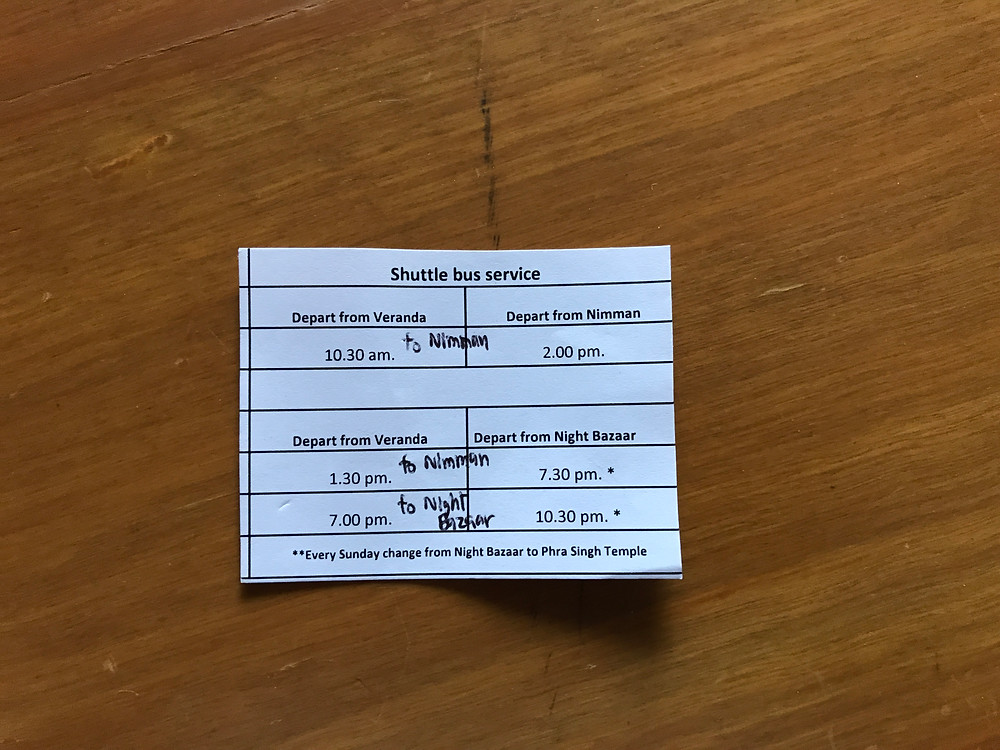 Shuttle bus service
Depart from Veranda Depart from Nimman
10.30 am. to Nimman 2.00 pm.
Depart from Veranda Depart from Night Bazaar
1.30 pm. to Nimman 7.30 pm. *
7.00 pm. to Night Bazaar 10.30 pm. *
**Every Sunday change from Night Bazaar to Phra Singh Temple